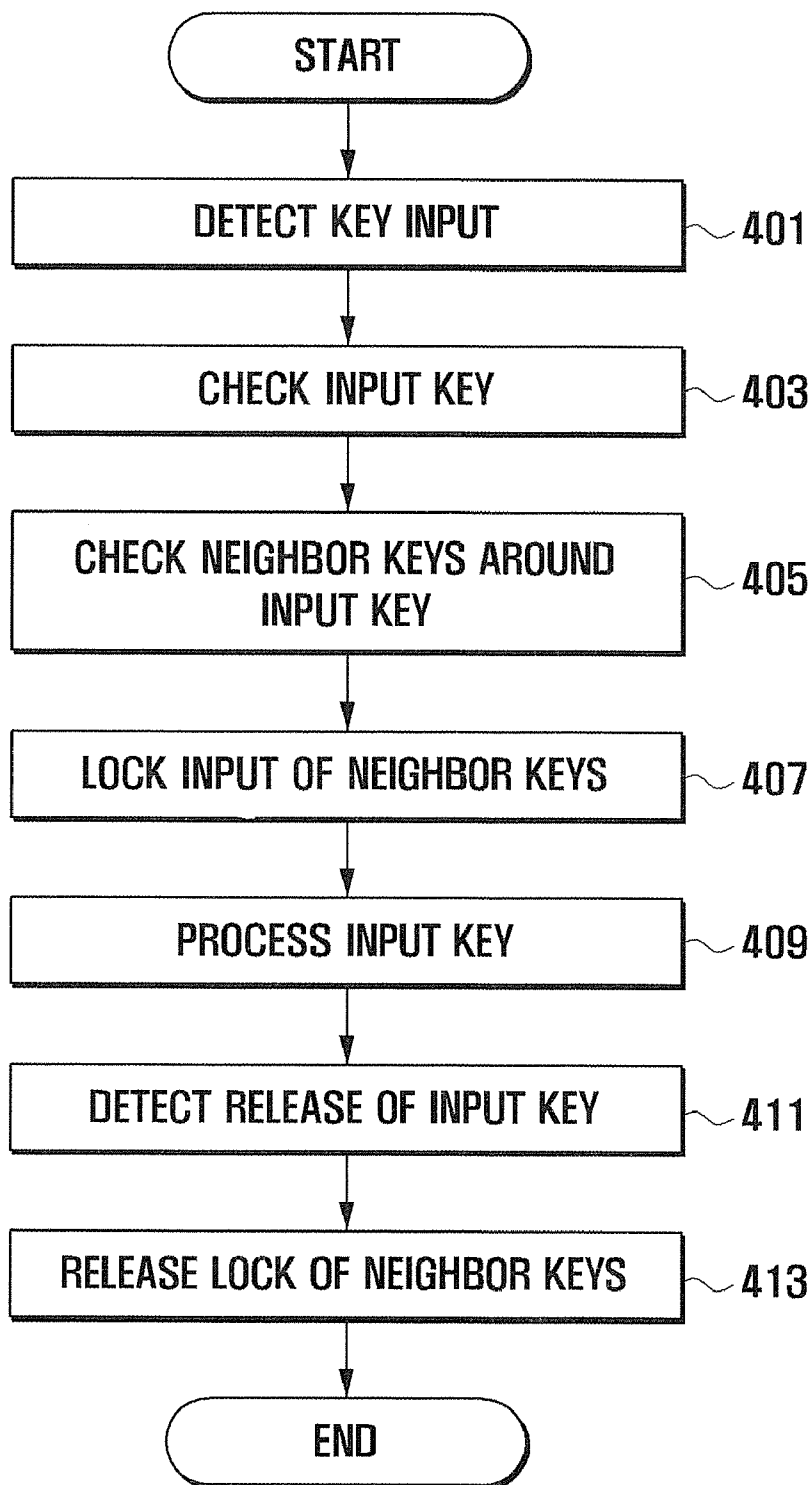 START
DETECT KEY INPUT
401
CHECK INPUT KEY
403
CHECK NEIGHBOR KEYS AROUND
INPUT KEY
405
LOCK INPUT OF NEIGHBOR KEYS
407
PROCESS INPUT KEY
409
DETECT RELEASE OF INPUT KEY
411
RELEASE LOCK OF NEIGHBOR KEYS
413
END